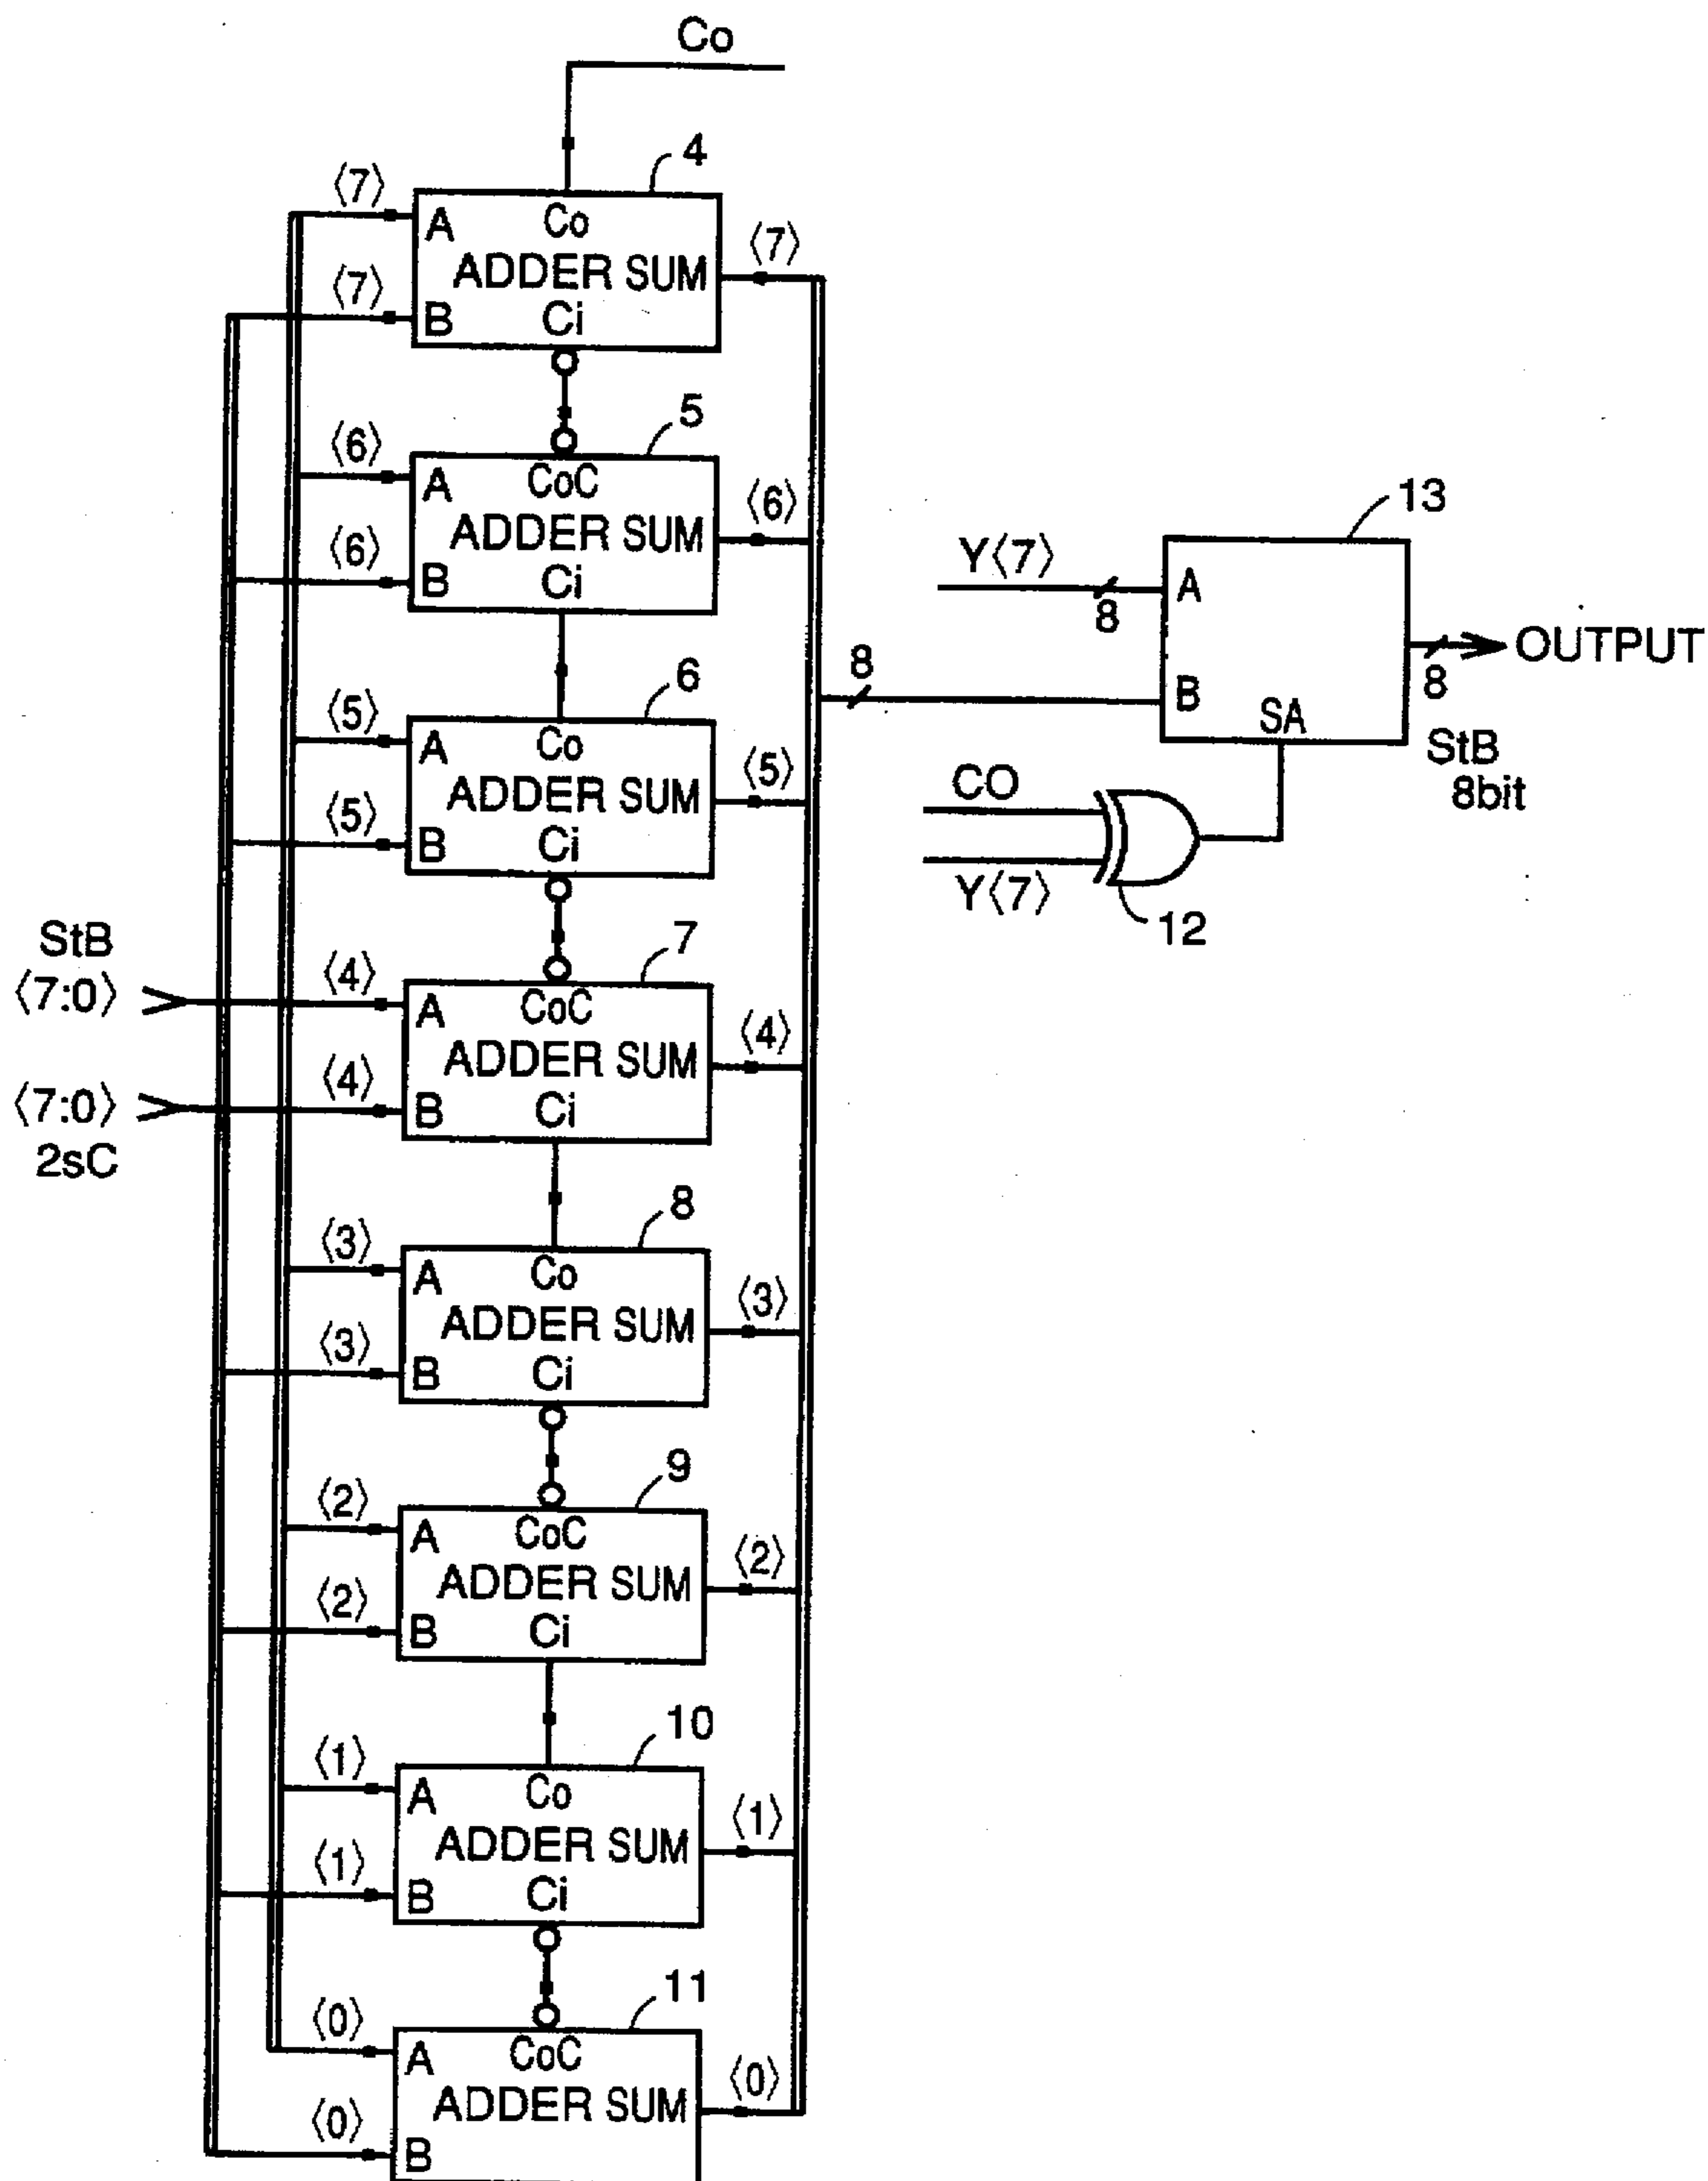 Co
4
⟨7⟩
A Co
ADDER SUM
⟨7⟩
⟨7⟩
B Ci
5
⟨6⟩
A CoC
ADDER SUM
⟨6⟩
⟨6⟩
B Ci
6
⟨5⟩
A Co
ADDER SUM
⟨5⟩
⟨5⟩
B Ci
StB
⟨7:0⟩
⟨7:0⟩
2sC
7
⟨4⟩
A CoC
ADDER SUM
⟨4⟩
⟨4⟩
B Ci
8
⟨3⟩
A Co
ADDER SUM
⟨3⟩
⟨3⟩
B Ci
9
⟨2⟩
A CoC
ADDER SUM
⟨2⟩
⟨2⟩
B Ci
10
⟨1⟩
A Co
ADDER SUM
⟨1⟩
⟨1⟩
B Ci
11
⟨0⟩
A CoC
ADDER SUM
⟨0⟩
⟨0⟩
B
13
Y⟨7⟩
8
A
8
B
SA
OUTPUT
8
StB
8bit
CO
Y⟨7⟩
12